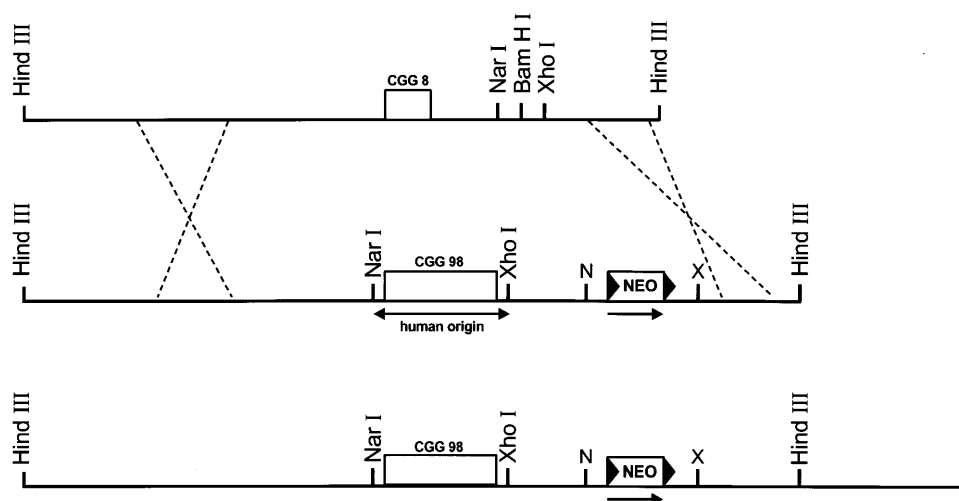 Hind III
CGG 8
Nar I
Bam H I
Xho I
Hind III
Hind III
Nar I
CGG 98
Xho I
N
NEO
X
Hind III
human origin
Hind III
Nar I
CGG 98
Xho I
N
NEO
X
Hind III